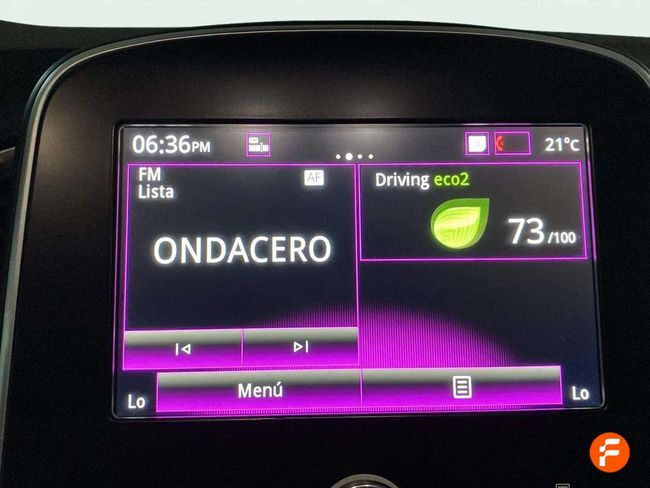 06:36PM
21°C
FM
Lista
AF
ONDACERO
Driving eco2
73/100
Menú
Lo
Lo